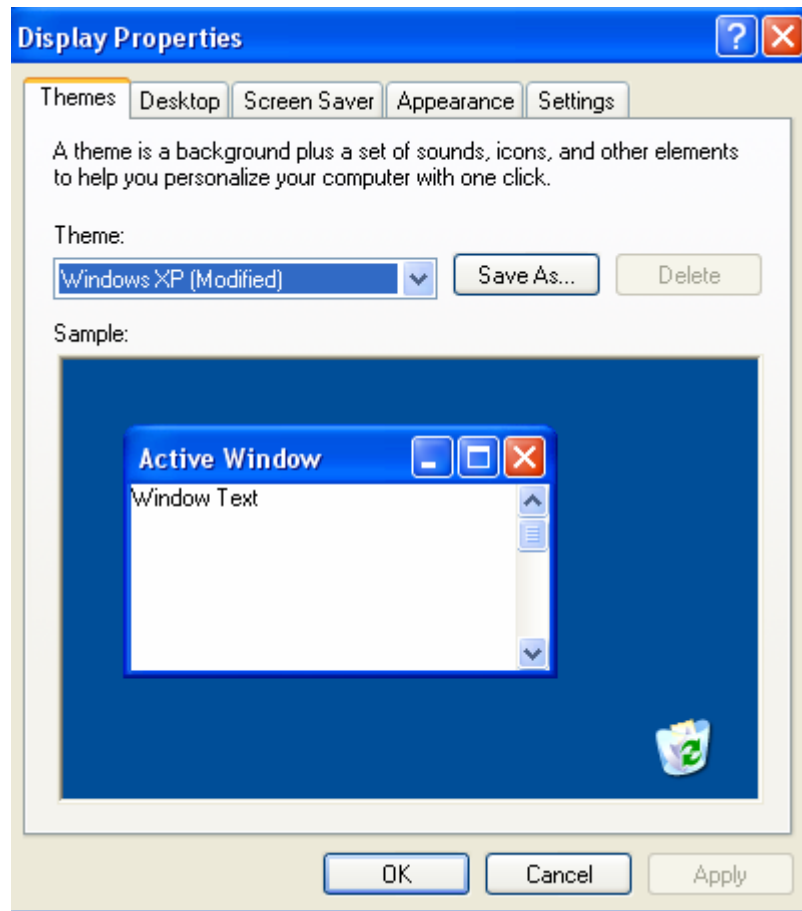 Display Properties
Themes Desktop Screen Saver Appearance Settings
A theme is a background plus a set of sounds, icons, and other elements
to help you personalize your computer with one click.
Theme:
Windows XP (Modified) Save As... Delete
Sample:
Active Window
Window Text
OK Cancel Apply